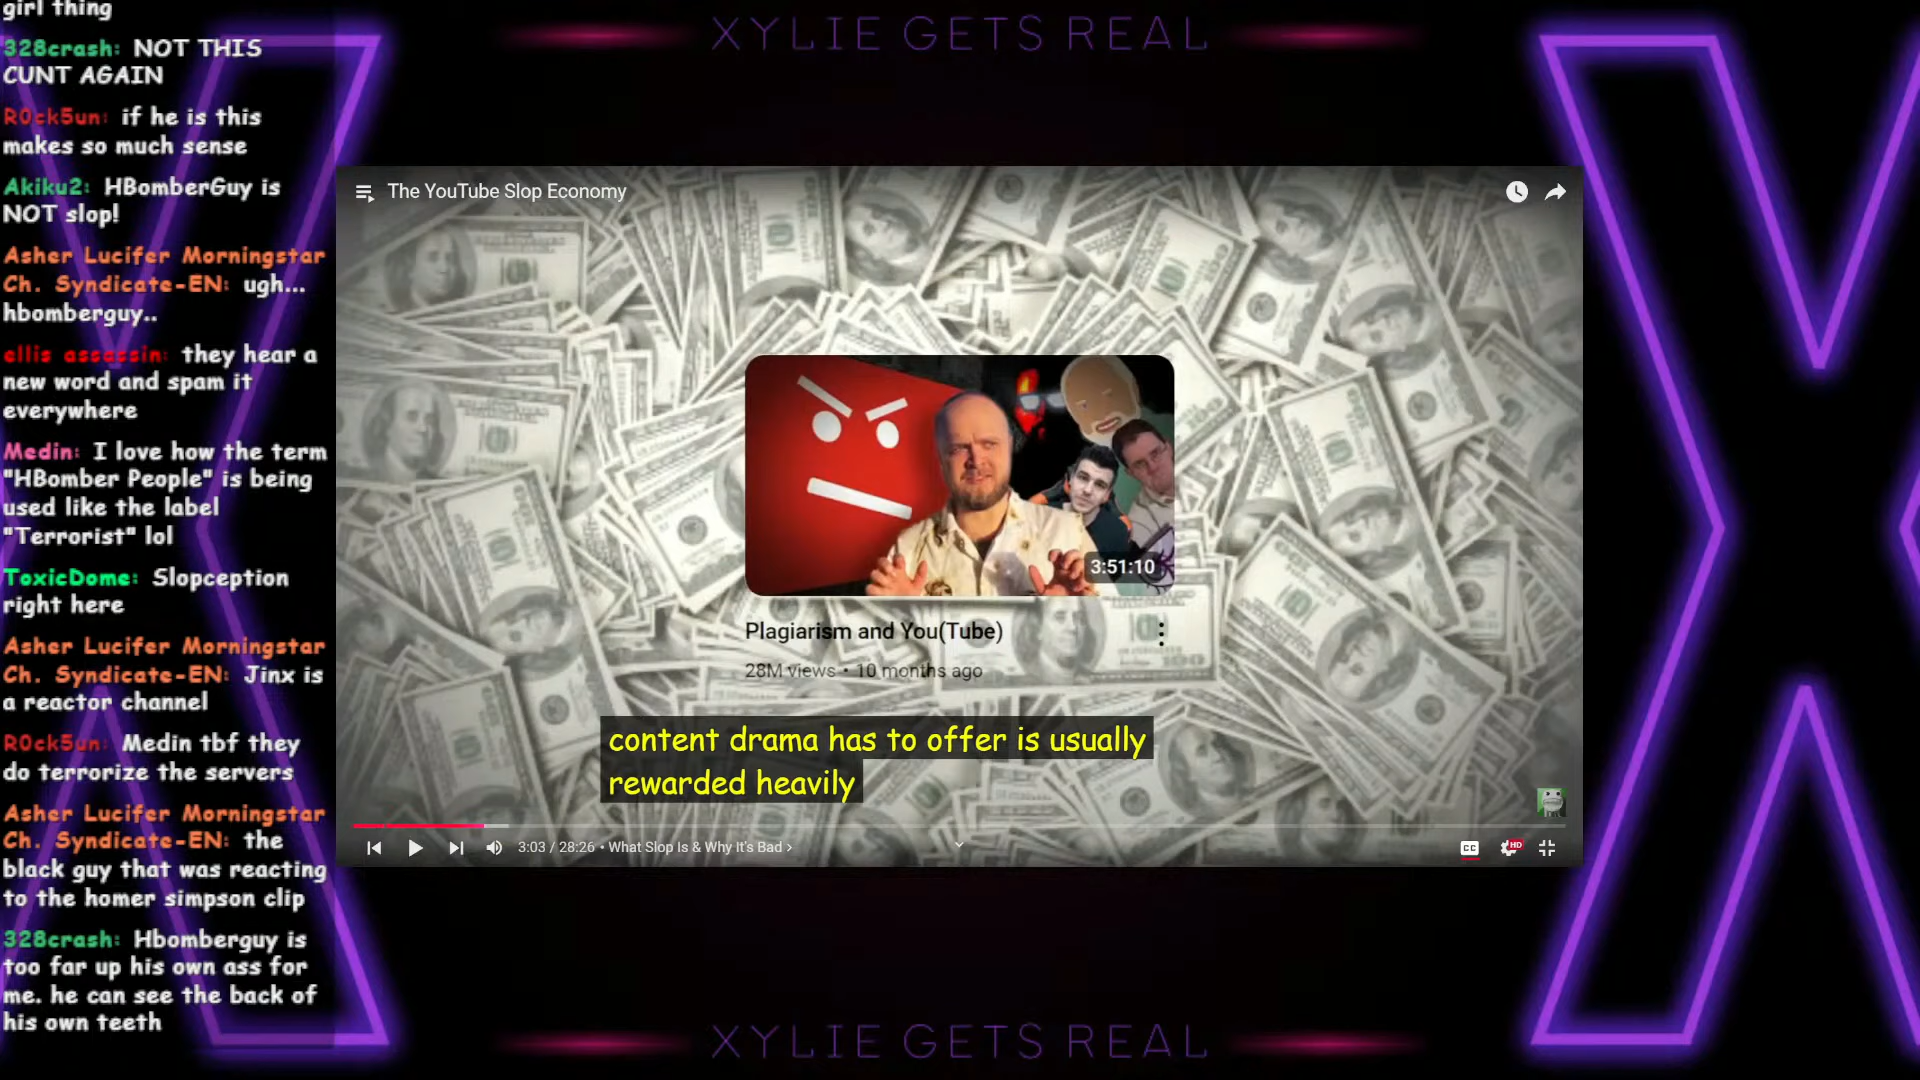 girl thing
328crash: NOT THIS
CUNT AGAIN
R0ck5un: if he is this
makes so much sense
Akiku2: HBomberGuy is
NOT slop!
Asher Lucifer Morningstar
Ch. Syndicate-EN: ugh...
hbomberguy..
ellis assassin: they hear a
new word and spam it
everywhere
Medin: I love how the term
"HBomber People" is being
used like the label
"Terrorist" lol
ToxicDome: Slopception
right here
Asher Lucifer Morningstar
Ch. Syndicate-EN: Jinx is
a reactor channel
R0ck5un: Medin tbf they
do terrorize the servers
Asher Lucifer Morningstar
Ch. Syndicate-EN: the
black guy that was reacting
to the homer simpson clip
328crash: Hbomberguy is
too far up his own ass for
me. he can see the back of
his own teeth
XYLIE GETS REAL
The YouTube Slop Economy
3:51:10
Plagiarism and You(Tube)
28M views • 10 months ago
content drama has to offer is usually
rewarded heavily
3:03 / 28:26 • What Slop Is & Why It's Bad ›
CC
HD
XYLIE GETS REAL